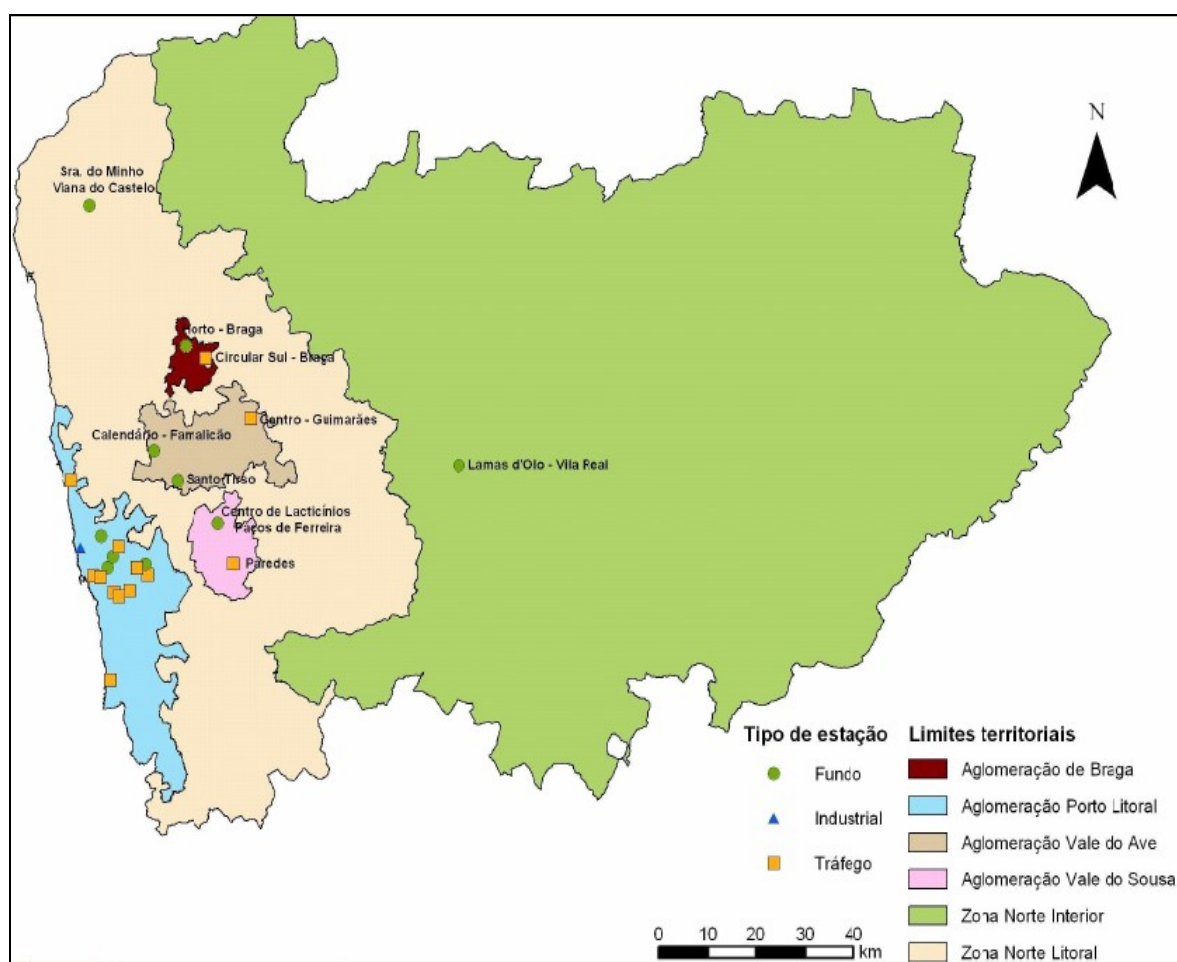 N
Sra. do Minho
Viana do Castelo
Horto - Braga
Circular Sul - Braga
Centro - Guimarães
Calendário - Famalicão
Santo Tirso
Lamas d'Olo - Vila Real
Centro de Lacticínios
Paços de Ferreira
Paredes
Tipo de estação
Fundo
Industrial
Tráfego
Limites territoriais
Aglomeração de Braga
Aglomeração Porto Litoral
Aglomeração Vale do Ave
Aglomeração Vale do Sousa
Zona Norte Interior
Zona Norte Litoral
0 10 20 30 40
km